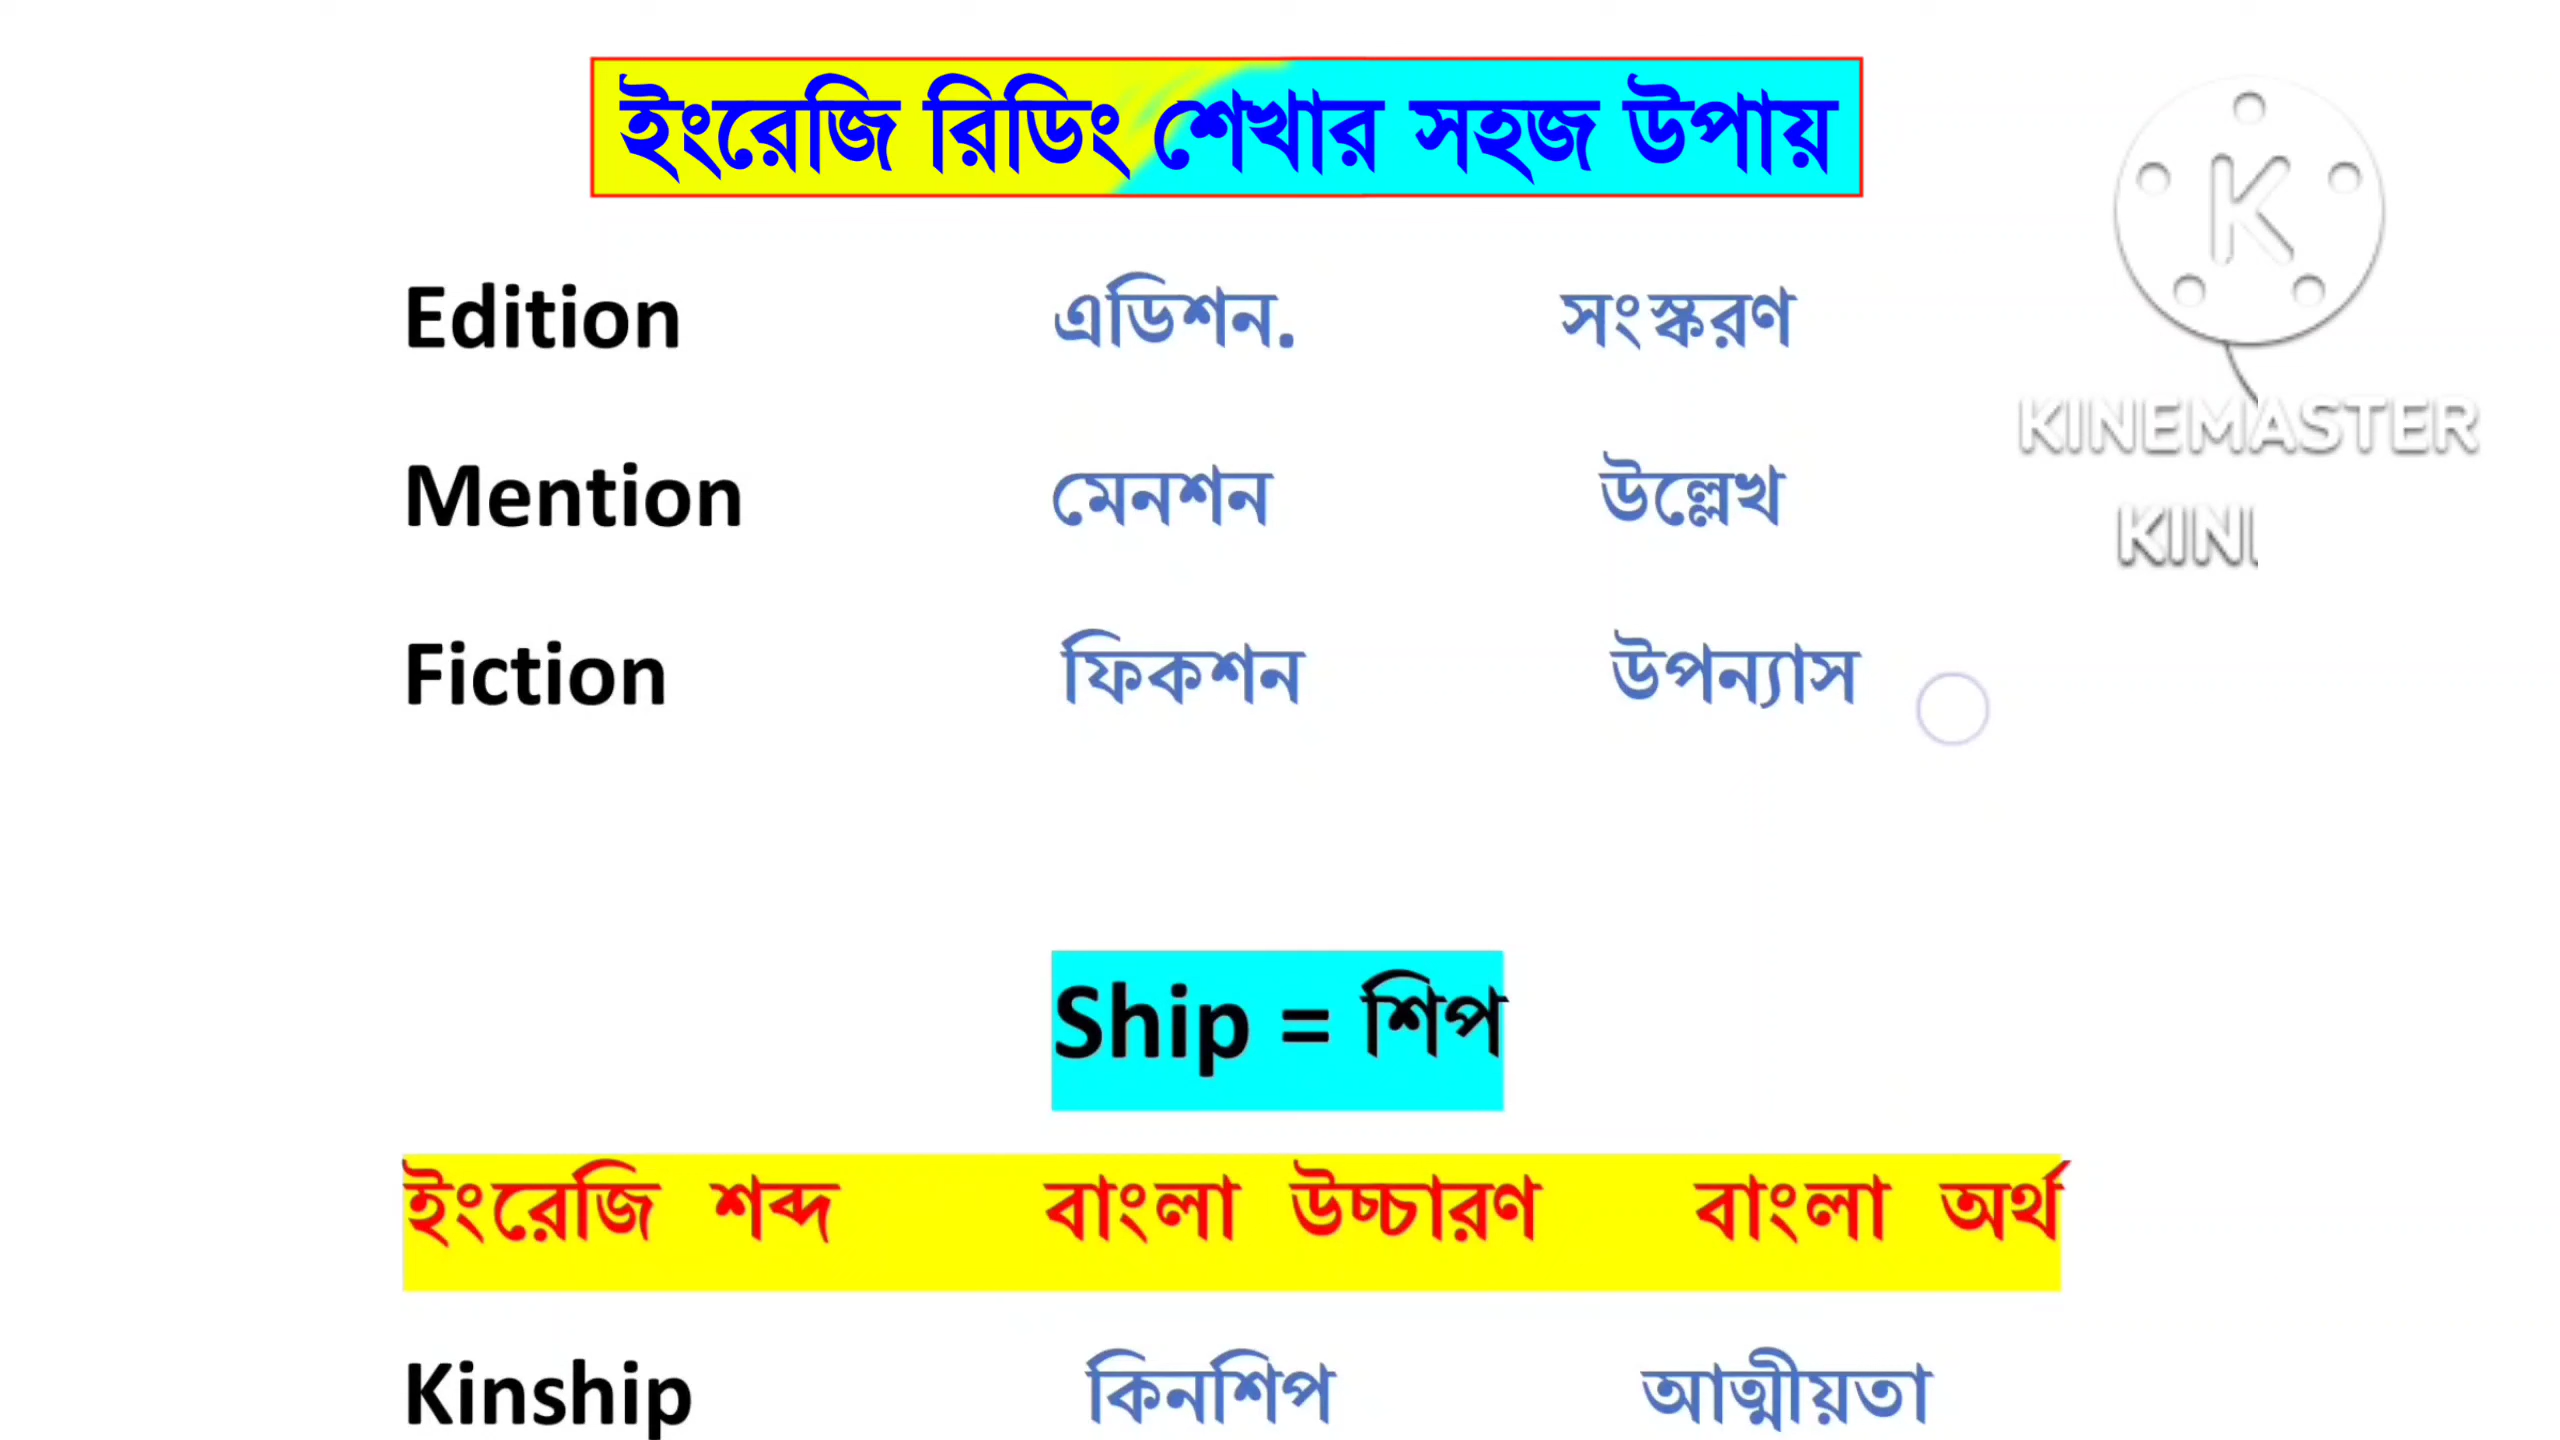 ইংরেজি রিডিং শেখার সহজ উপায়
Edition এডিশন. সংস্করণ
KINEMASTER
Mention মেনশন উল্লেখ
KIN
Fiction ফিকশন উপন্যাস
Ship = শিপ
ইংরেজি শব্দ বাংলা উচ্চারণ বাংলা অর্থ
Kinship কিনশিপ আত্মীয়তা